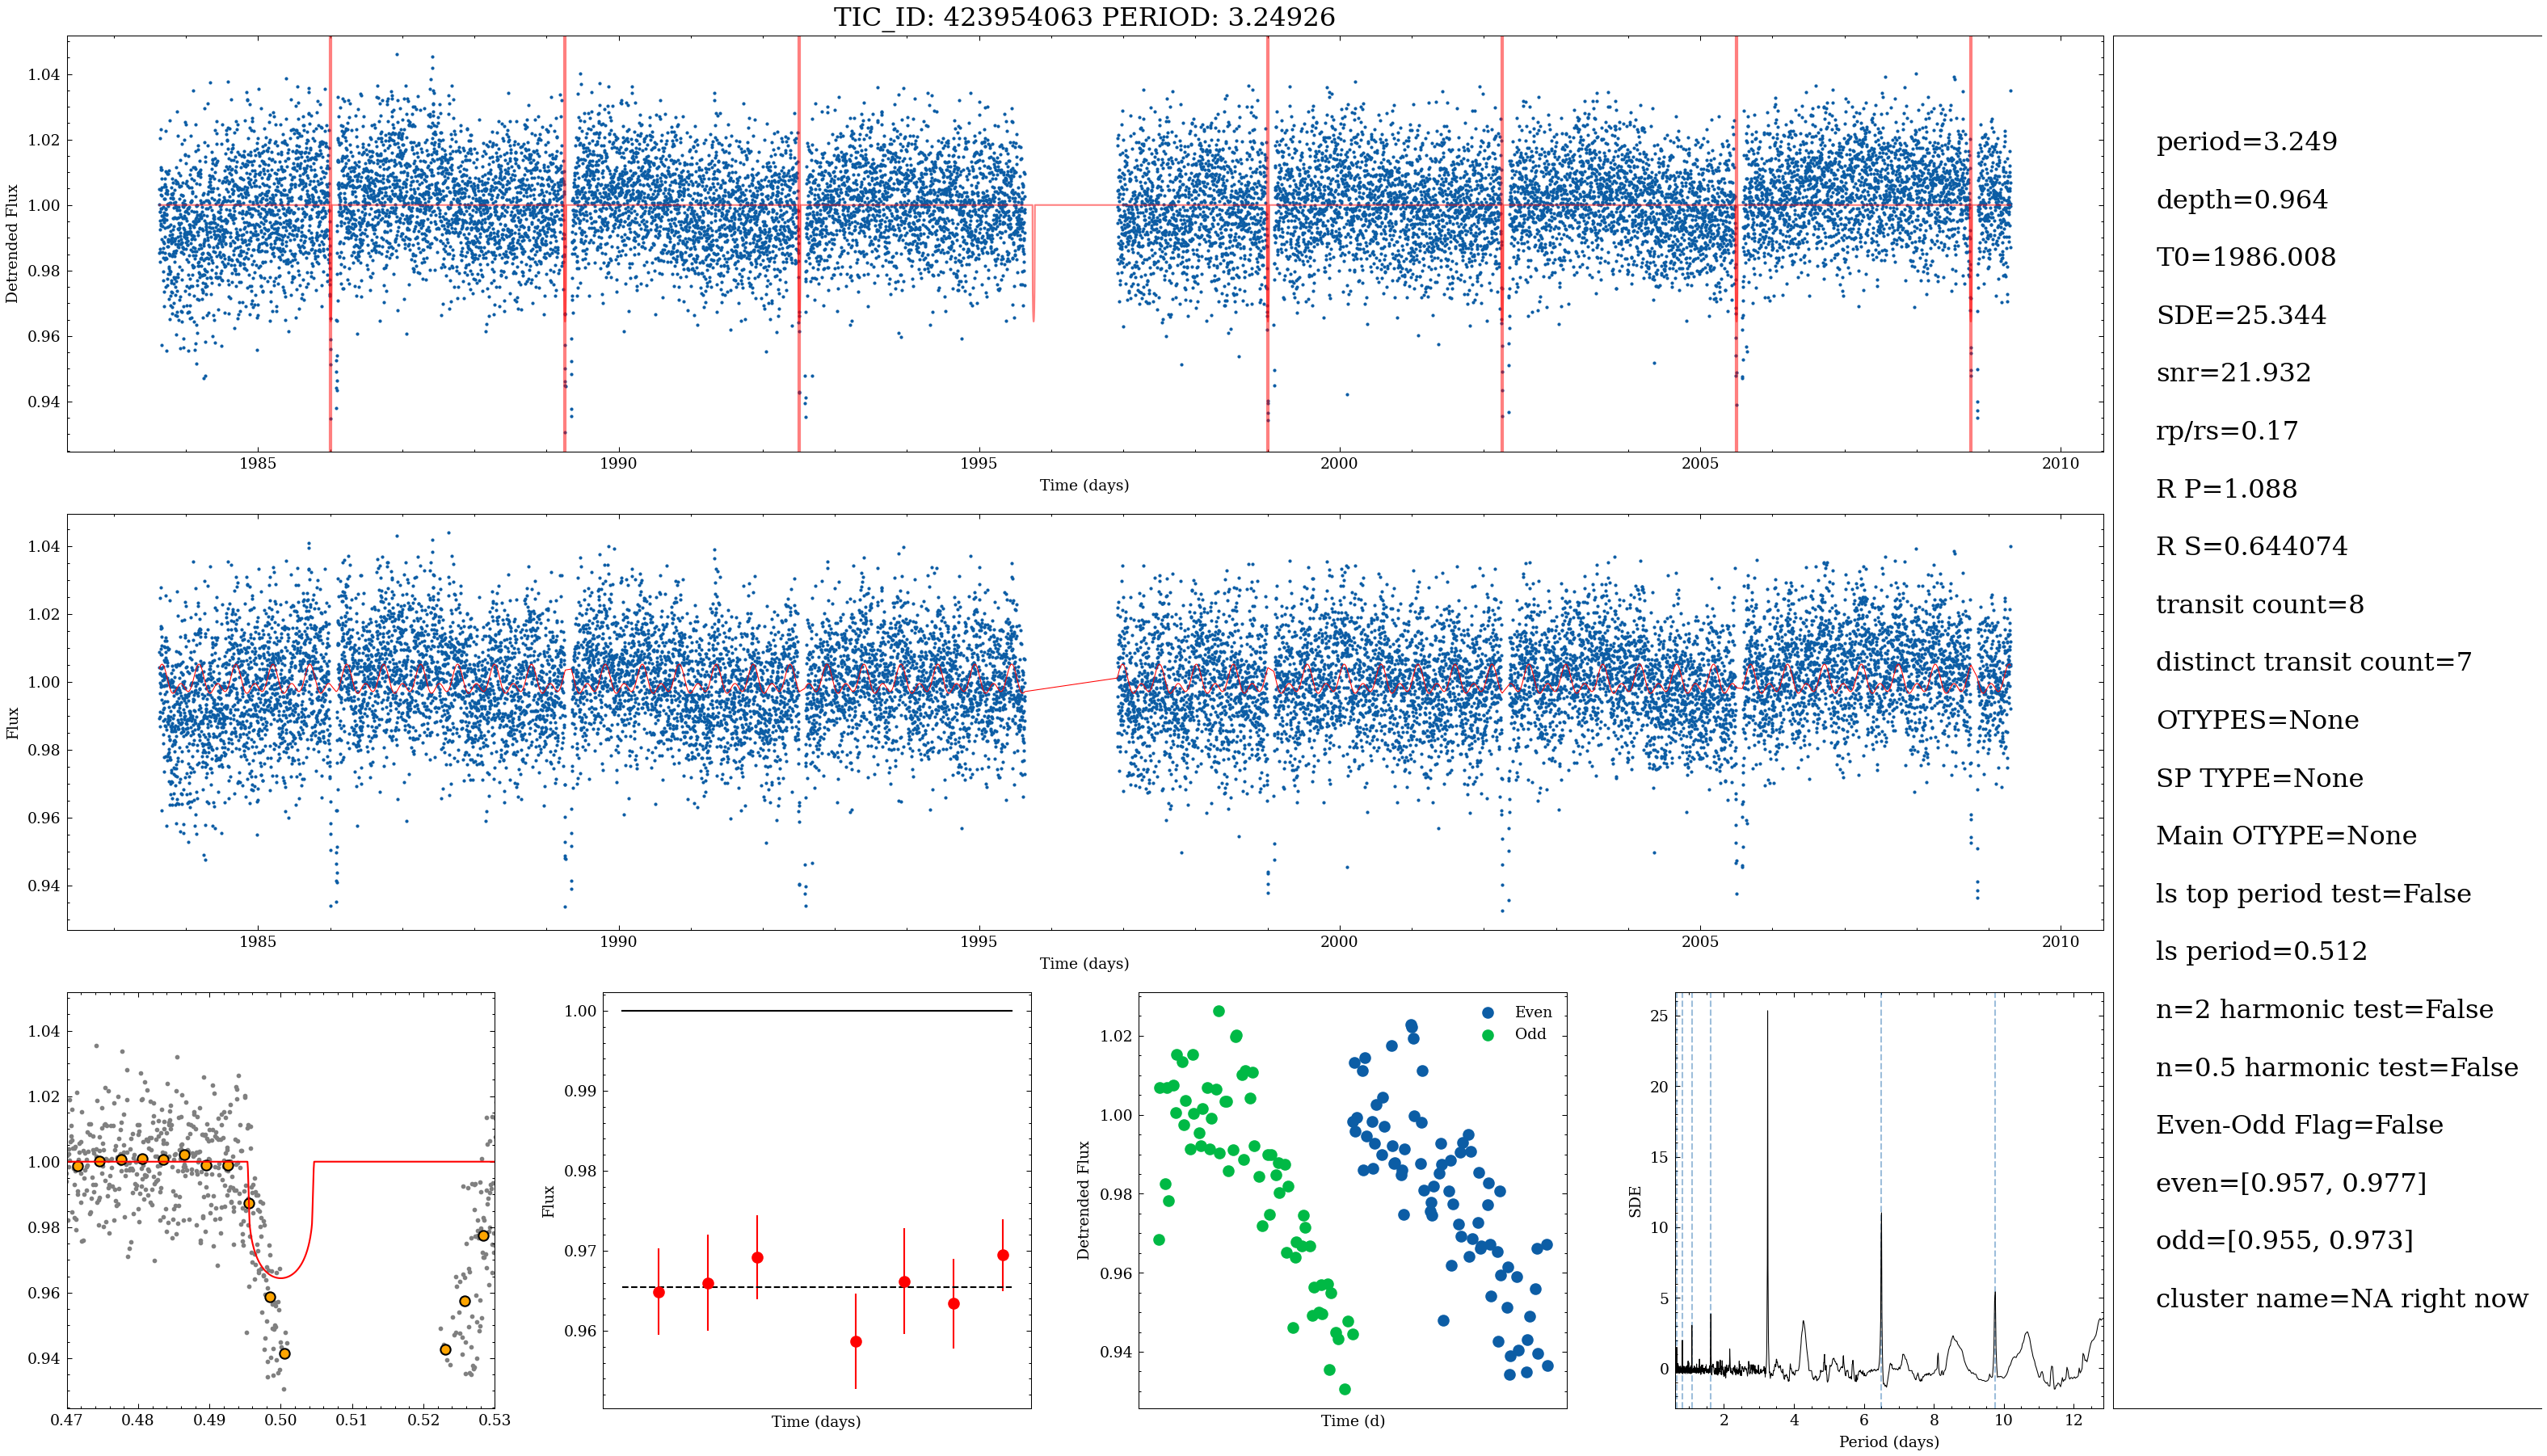 TIC_ID: 423954063 PERIOD: 3.24926
1.04
1.02
1.00
0.98
0.96
0.94
Detrended Flux
1985
1990
1995
2000
2005
2010
Time (days)
1.04
1.02
1.00
0.98
0.96
0.94
Flux
1985
1990
1995
2000
2005
2010
Time (days)
1.04
1.02
1.00
0.98
0.96
0.94
0.47
0.48
0.49
0.50
0.51
0.52
0.53
1.00
0.99
0.98
0.97
0.96
Flux
Time (days)
1.02
1.00
0.98
0.96
0.94
Detrended Flux
Even
Odd
Time (d)
25
20
15
10
5
0
SDE
2
4
6
8
10
12
Period (days)
period=3.249
depth=0.964
T0=1986.008
SDE=25.344
snr=21.932
rp/rs=0.17
R P=1.088
R S=0.644074
transit count=8
distinct transit count=7
OTYPES=None
SP TYPE=None
Main OTYPE=None
ls top period test=False
ls period=0.512
n=2 harmonic test=False
n=0.5 harmonic test=False
Even-Odd Flag=False
even=[0.957, 0.977]
odd=[0.955, 0.973]
cluster name=NA right now